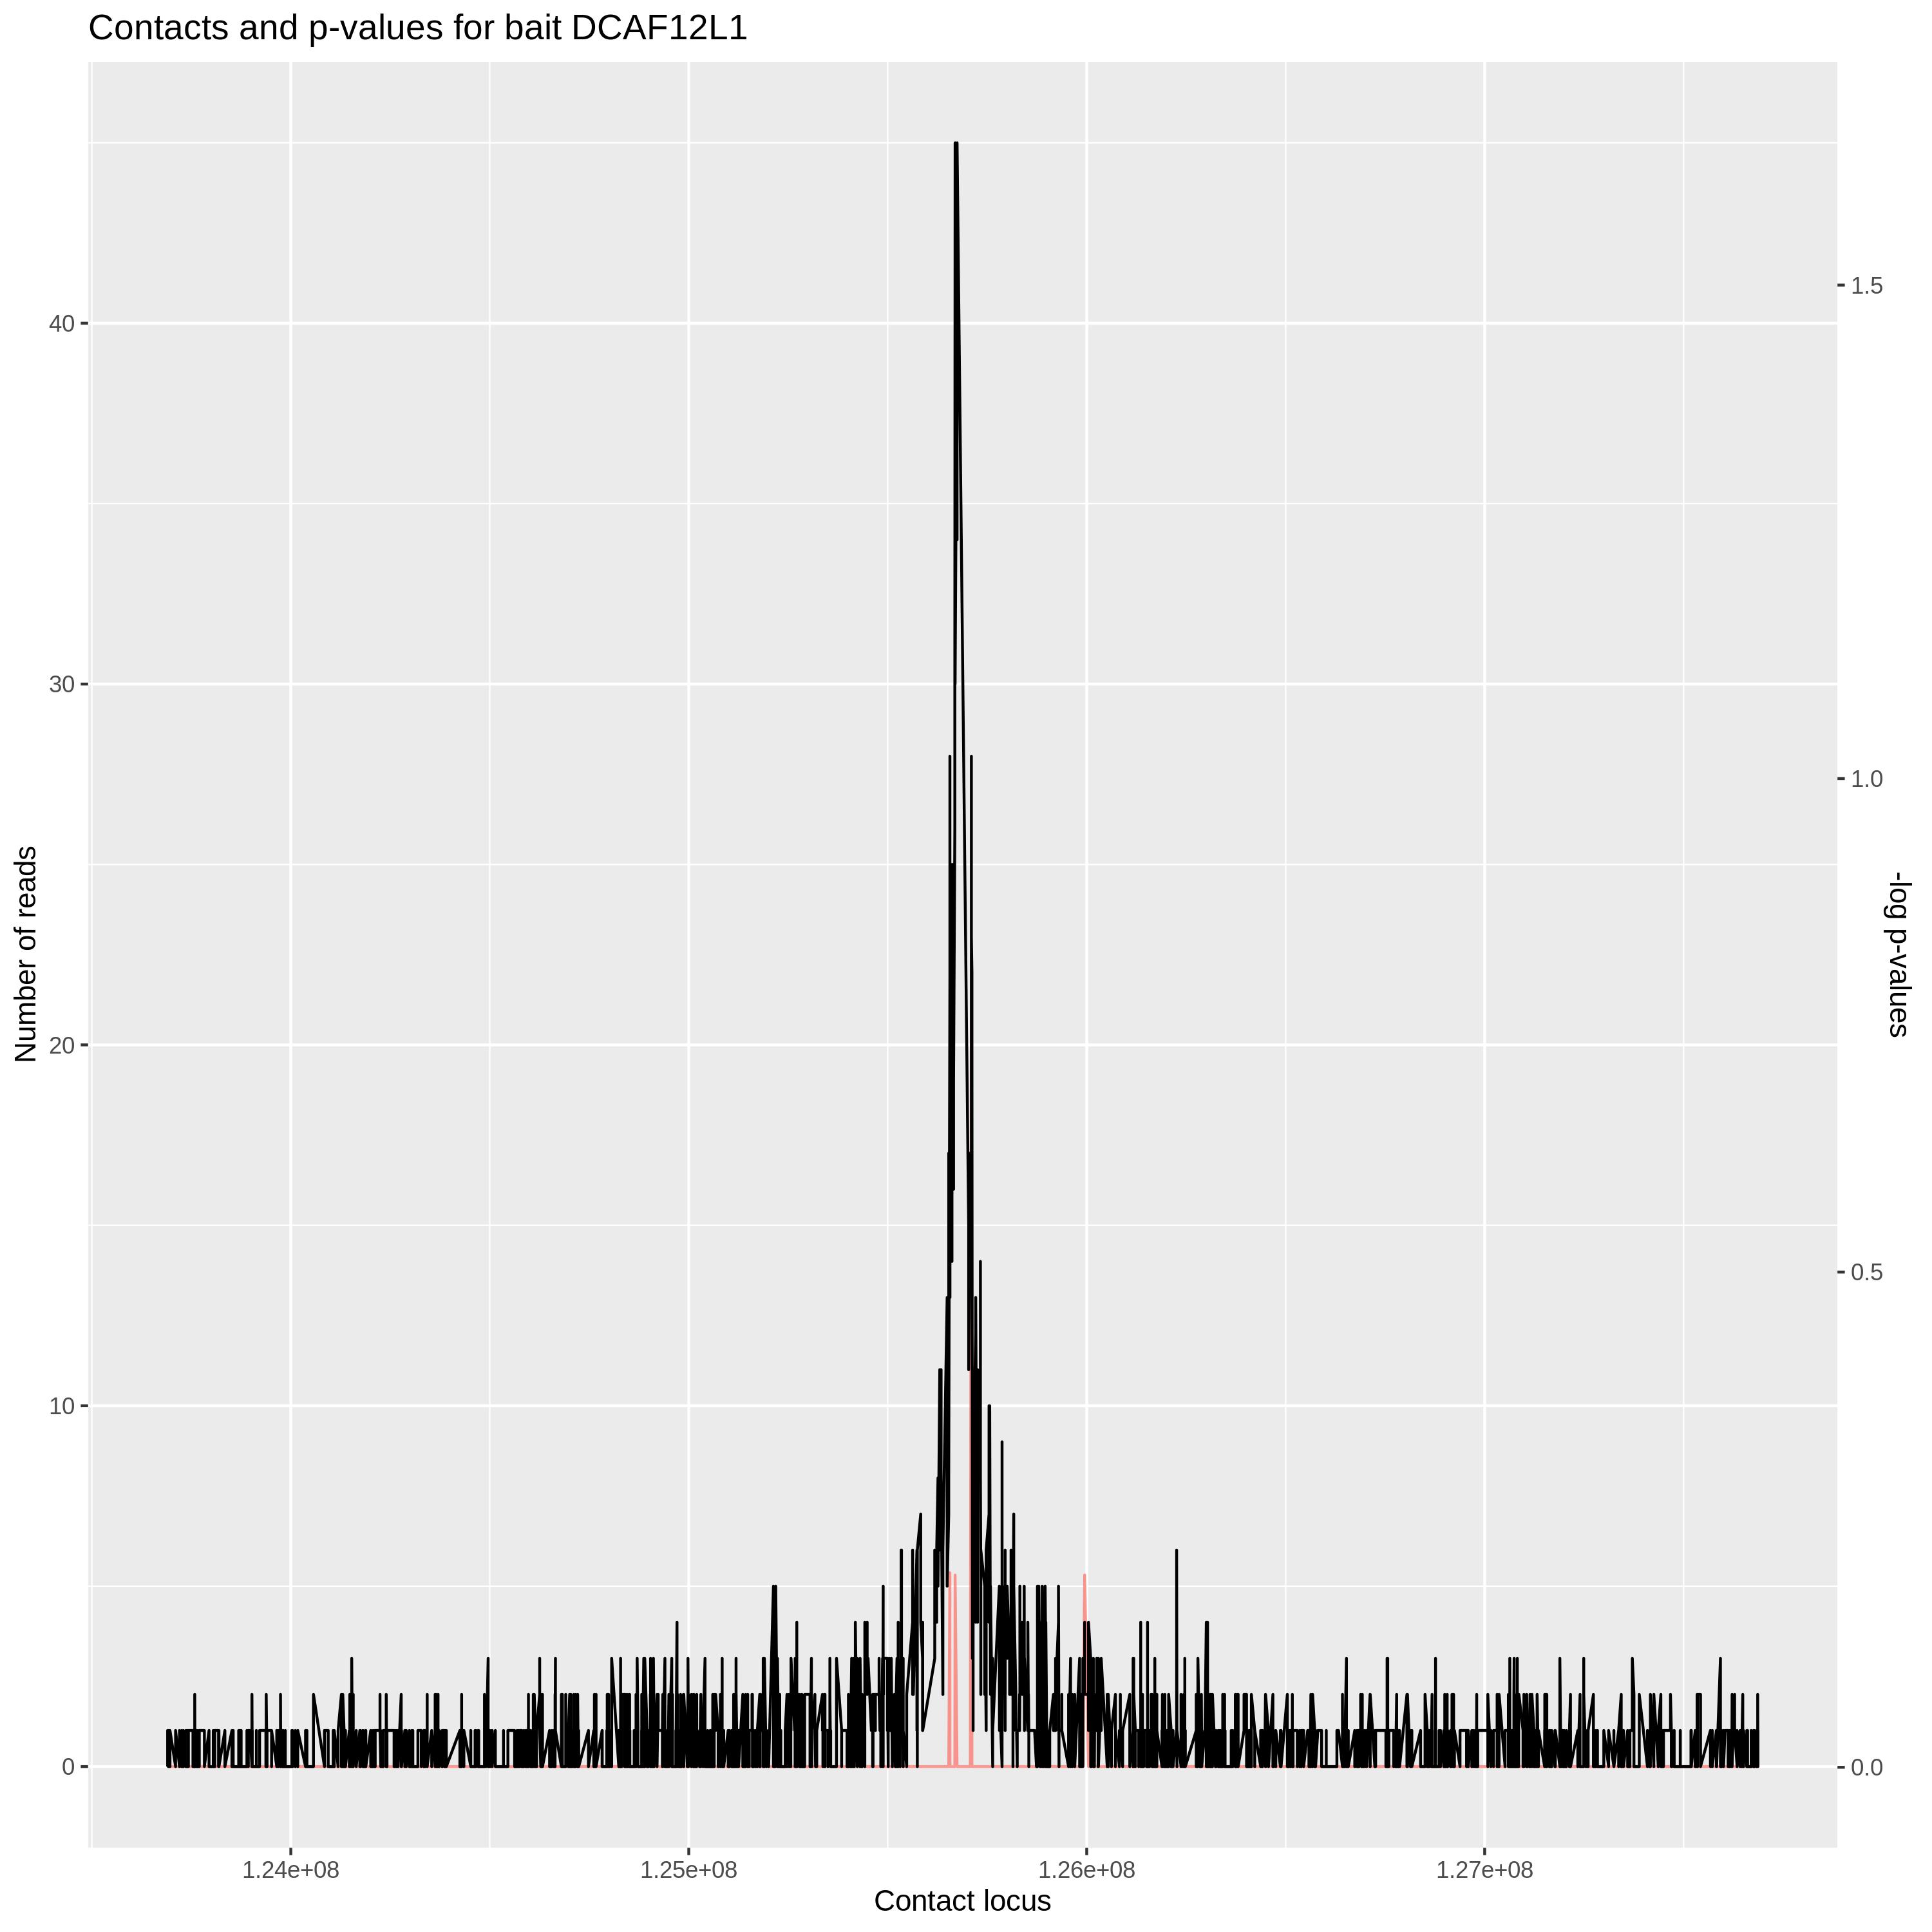 Contacts and p-values for bait DCAF12L1
Number of reads
40
30
20
10
0
-log p-values
1.5
1.0
0.5
0.0
1.24e+08
1.25e+08
1.26e+08
1.27e+08
Contact locus